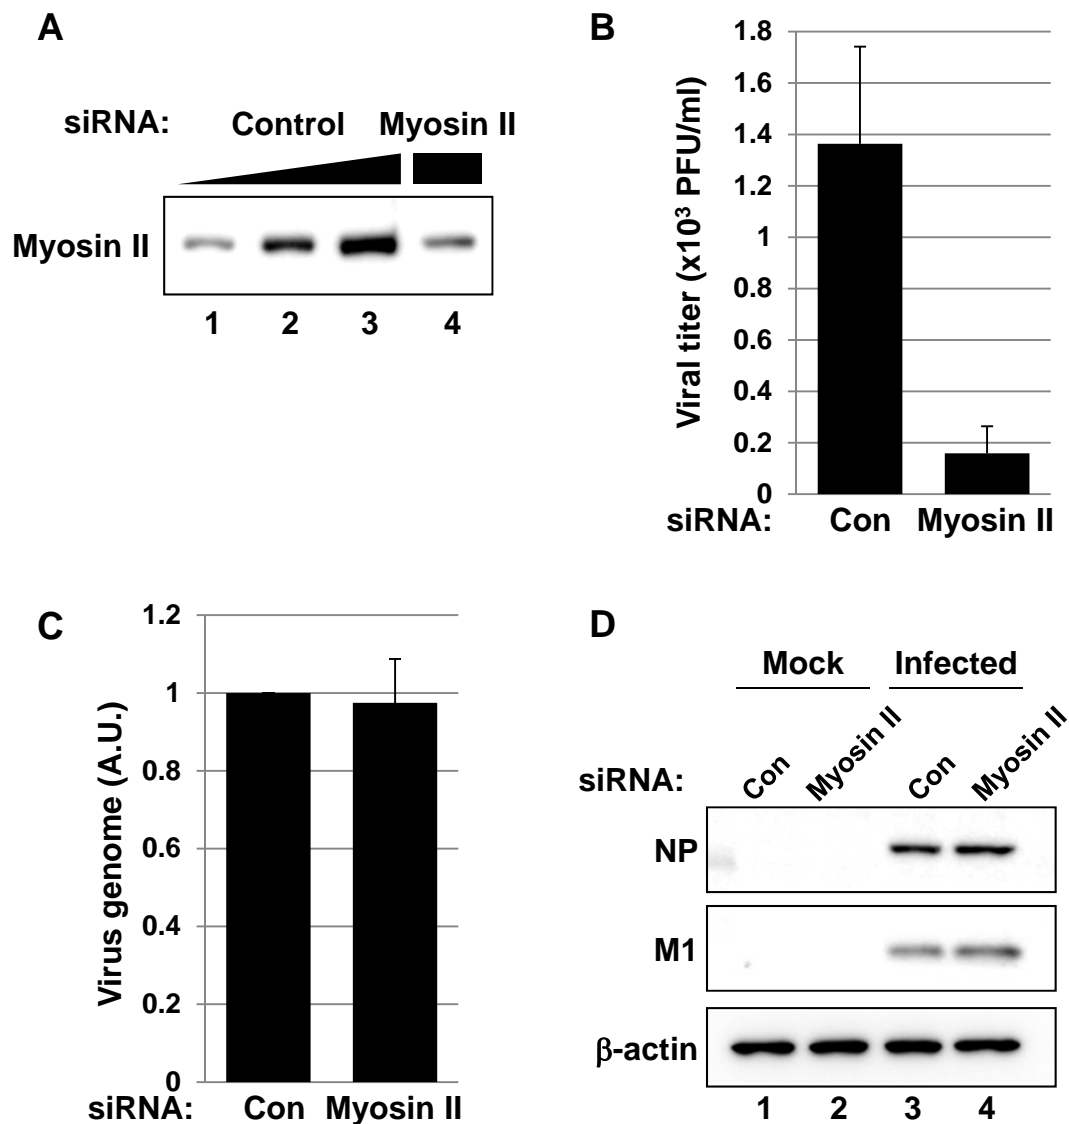 A
siRNA: Control Myosin II
Myosin II
1 2 3 4
B
1.8
1.6
1.4
1.2
1
0.8
0.6
0.4
0.2
0
Viral titer (x10³ PFU/ml)
siRNA: Con Myosin II
C
1.2
1
0.8
0.6
0.4
0.2
0
Virus genome (A.U.)
siRNA: Con Myosin II
D
Mock Infected
siRNA: Con Myosin II Con Myosin II
NP
M1
β-actin
1 2 3 4